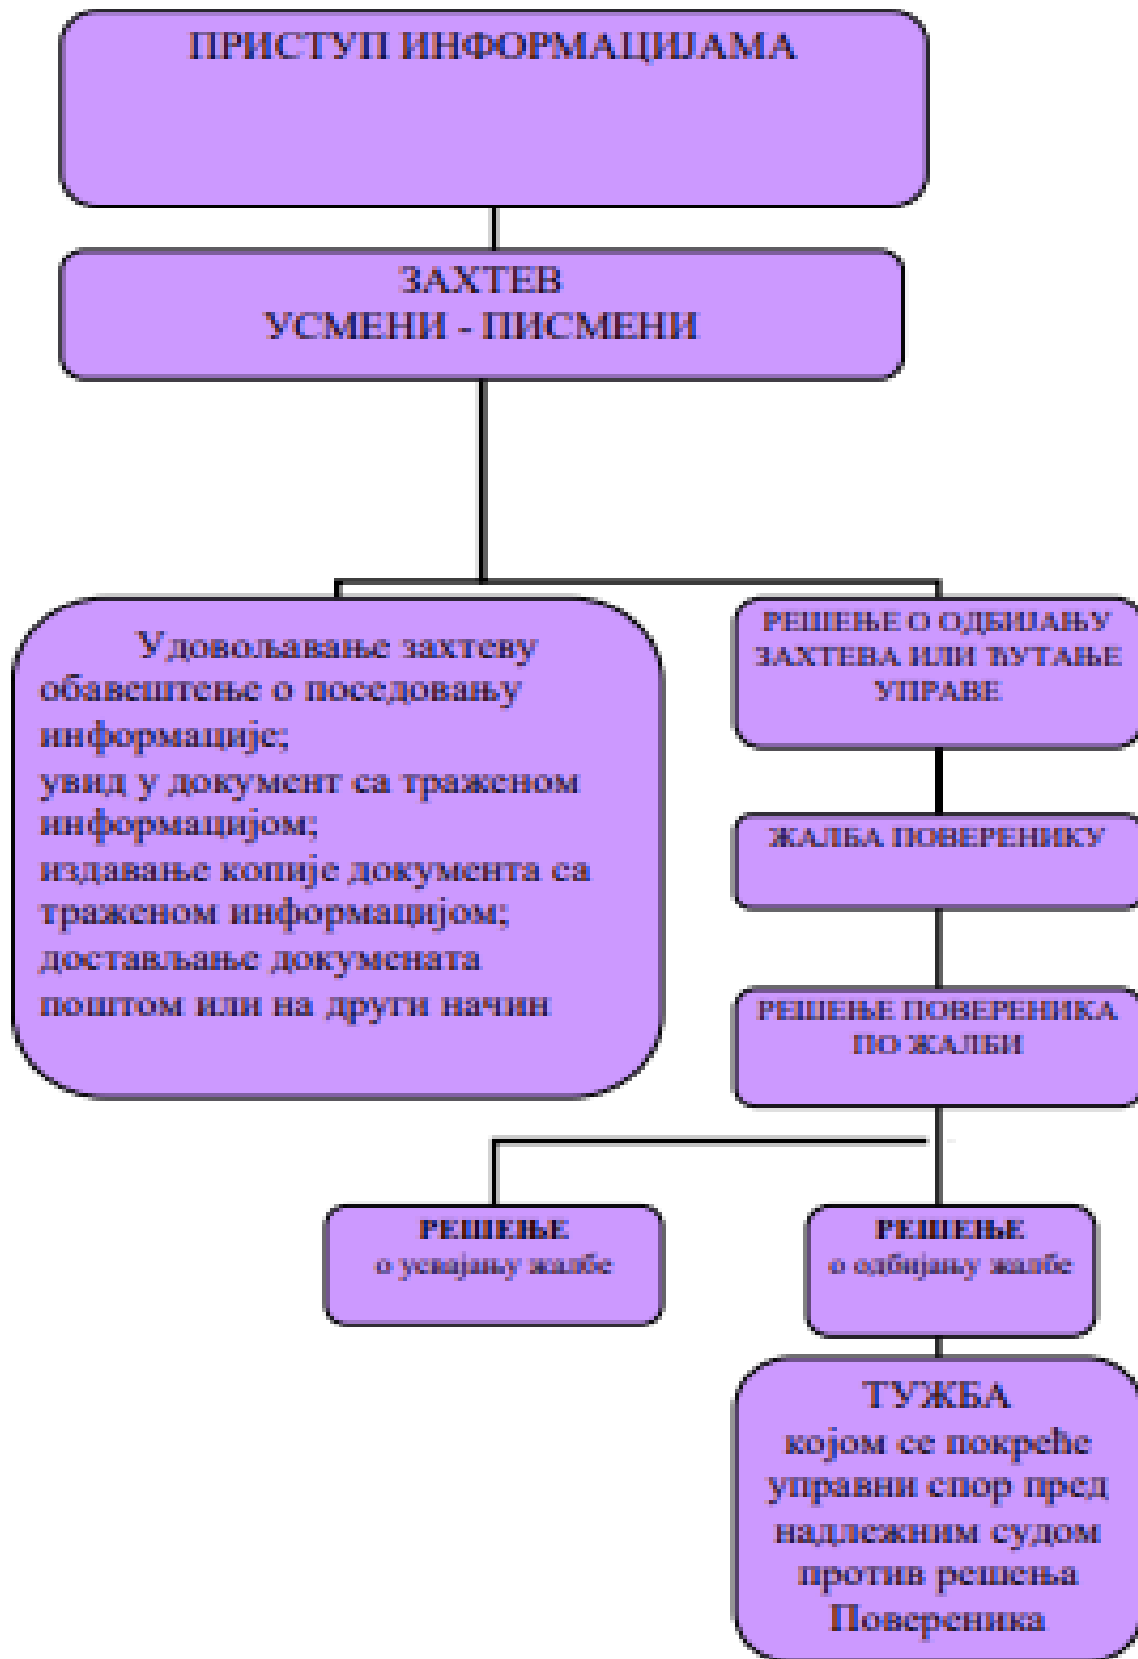 ПРИСТУП ИНФОРМАЦИЈАМА
ЗАХТЕВ
УСМЕНИ - ПИСМЕНИ
Удовољавање захтеву
обавештење о поседовању
информације;
увид у документ са траженом
информацијом;
издавање копије документа са
траженом информацијом;
достављање докумената
поштом или на други начин
РЕШЕЊЕ О ОДБИЈАЊУ
ЗАХТЕВА ИЛИ ЋУТАЊЕ
УПРАВЕ
ЖАЛБА ПОВЕРЕНИКУ
РЕШЕЊЕ ПОВЕРЕНИКА
ПО ЖАЛБИ
РЕШЕЊЕ
о усвајању жалбе
РЕШЕЊЕ
о одбијању жалбе
ТУЖБА
којом се покреће
управни спор пред
надлежним судом
против решења
Повереника